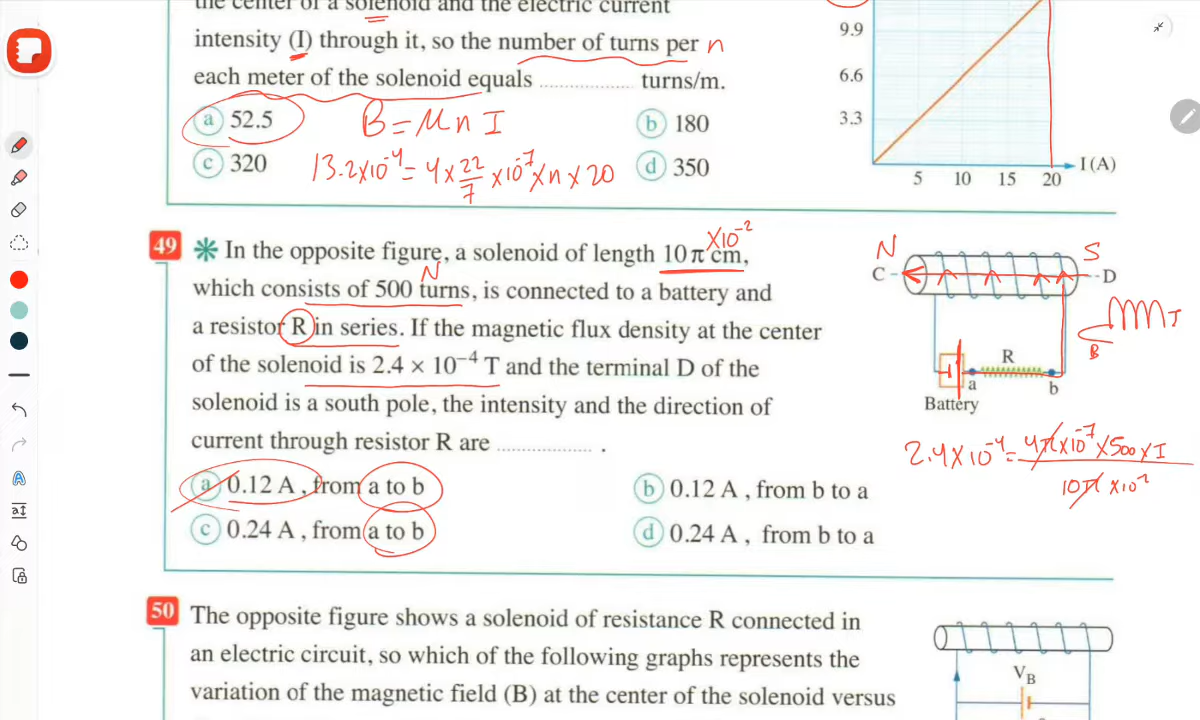 the center of a solenoid and the electric current
intensity (I) through it, so the number of turns per n
each meter of the solenoid equals ................. turns/m.
a 52.5
b 180
c 320
d 350
B = μ n I
13.2×10⁻⁴ = 4 × 22/7 × 10⁻⁷ × n × 20
9.9
6.6
3.3
5 10 15 20
I (A)
49 * In the opposite figure, a solenoid of length 10 π cm,
×10⁻²
N
which consists of 500 turns, is connected to a battery and
a resistor R in series. If the magnetic flux density at the center
of the solenoid is 2.4 × 10⁻⁴ T and the terminal D of the
solenoid is a south pole, the intensity and the direction of
current through resistor R are ..................... .
a 0.12 A , from a to b
b 0.12 A , from b to a
c 0.24 A , from a to b
d 0.24 A , from b to a
N
S
C
D
R
a
b
Battery
I
B
2.4×10⁻⁴ = 4π×10⁻⁷ × 500 × I
10π ×10⁻²
50 The opposite figure shows a solenoid of resistance R connected in
an electric circuit, so which of the following graphs represents the
variation of the magnetic field (B) at the center of the solenoid versus
V_B